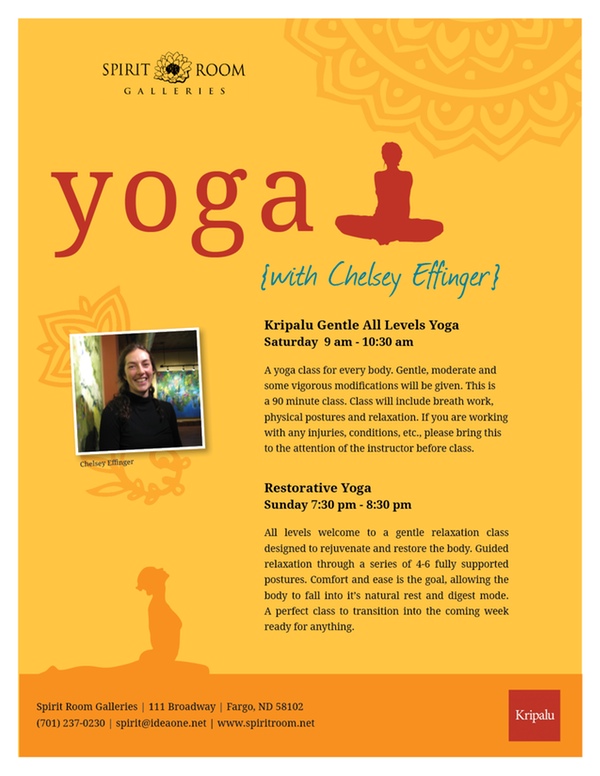 SPIRIT ROOM
GALLERIES
yoga
{with Chelsey Effinger}
Kripalu Gentle All Levels Yoga
Saturday 9 am - 10:30 am
A yoga class for every body. Gentle, moderate and
some vigorous modifications will be given. This is
a 90 minute class. Class will include breath work,
physical postures and relaxation. If you are working
with any injuries, conditions, etc., please bring this
to the attention of the instructor before class.
Chelsey Effinger
Restorative Yoga
Sunday 7:30 pm - 8:30 pm
All levels welcome to a gentle relaxation class
designed to rejuvenate and restore the body. Guided
relaxation through a series of 4-6 fully supported
postures. Comfort and ease is the goal, allowing the
body to fall into it's natural rest and digest mode.
A perfect class to transition into the coming week
ready for anything.
Spirit Room Galleries | 111 Broadway | Fargo, ND 58102
(701) 237-0230 | spirit@ideaone.net | www.spiritroom.net
Kripalu